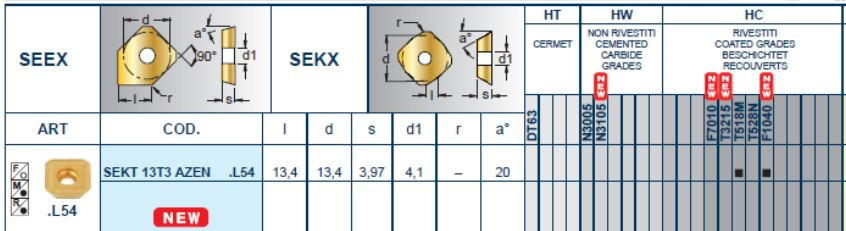 HT
HW
HC
CERMET
NON RIVESTITI
CEMENTED
CARBIDE
GRADES
RIVESTITI
COATED GRADES
BESCHICHTET
RECOUVERTS
SEEX
d
a°
90°
d1
l
r
s
SEKX
r
a°
d
d1
l
s
NEW
NEW
NEW
NEW
DT63
N3005
N3105
F7010
T3215
T518M
T528N
F1040
ART
COD.
l
d
s
d1
r
a°
F
M
R
.L54
SEKT 13T3 AZEN .L54
13,4
13,4
3,97
4,1
–
20
■
■
NEW